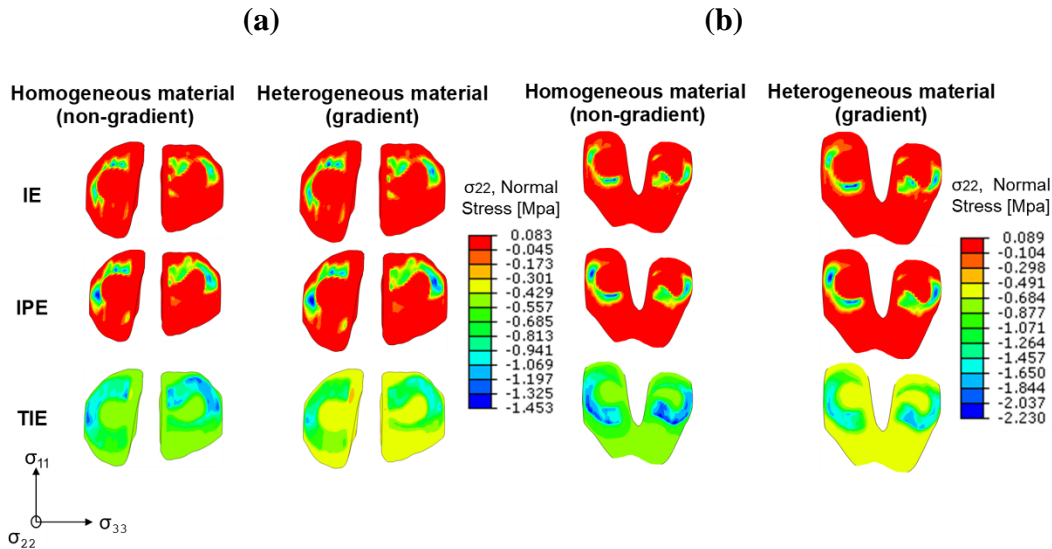 (a)
(b)
Homogeneous material
(non-gradient)
Heterogeneous material
(gradient)
Homogeneous material
(non-gradient)
Heterogeneous material
(gradient)
IE
IPE
TIE
σ22, Normal
Stress [Mpa]
0.083
-0.045
-0.173
-0.301
-0.429
-0.557
-0.685
-0.813
-0.941
-1.069
-1.197
-1.325
-1.453
σ22, Normal
Stress [Mpa]
0.089
-0.104
-0.298
-0.491
-0.684
-0.877
-1.071
-1.264
-1.457
-1.650
-1.844
-2.037
-2.230
σ11
σ33
σ22